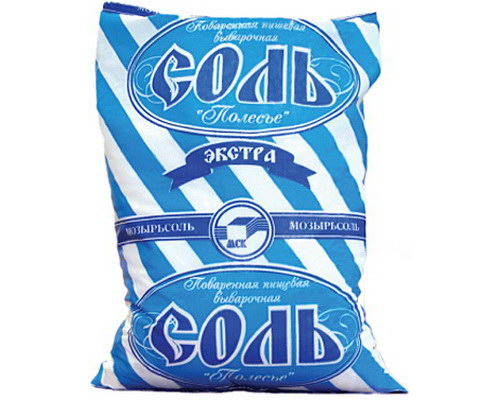 Поваренная пищевая
выварочная
СОЛЬ
"Полесье"
ЭКСТРА
МОЗЫРЬСОЛЬ МСК МОЗЫРЬСОЛЬ
Поваренная пищевая
выварочная
СОЛЬ
"Полесье"